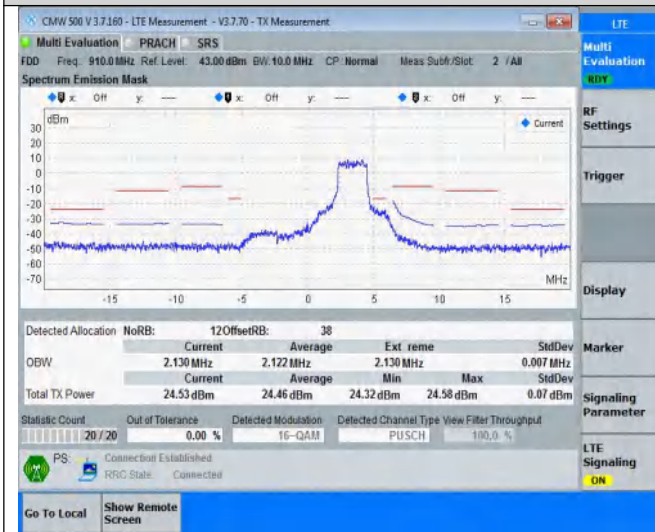 CMW 500 V 3.7.160 - LTE Measurement - V3.7.70 - TX Measurement
LTE
Multi Evaluation PRACH SRS
FDD Freq.: 910.0 MHz Ref. Level: 43.00 dBm BW: 10.0 MHz CP: Normal Meas Subfr/Slot: 2 / All
Spectrum Emission Mask
x: Off y: --- x: Off y: --- x: Off y: ---
dBm
Current
30
20
10
0
-10
-20
-30
-40
-50
-60
-70
MHz
-15 -10 -5 0 5 10 15
Detected Allocation NoRB: 12 OffsetRB: 38
Current Average Ext reme StdDev
OBW 2.130 MHz 2.122 MHz 2.130 MHz 0.007 MHz
Current Average Min Max StdDev
Total TX Power 24.53 dBm 24.46 dBm 24.32 dBm 24.58 dBm 0.07 dBm
Statistic Count Out of Tolerance Detected Modulation Detected Channel Type View Filter Throughput
20 / 20 0.00 % 16-QAM PUSCH 100.0 %
PS: Connection Established
RRC State: Connected
Multi
Evaluation
RDY
RF
Settings
Trigger
Display
Marker
Signaling
Parameter
LTE
Signaling
ON
Go To Local
Show Remote
Screen